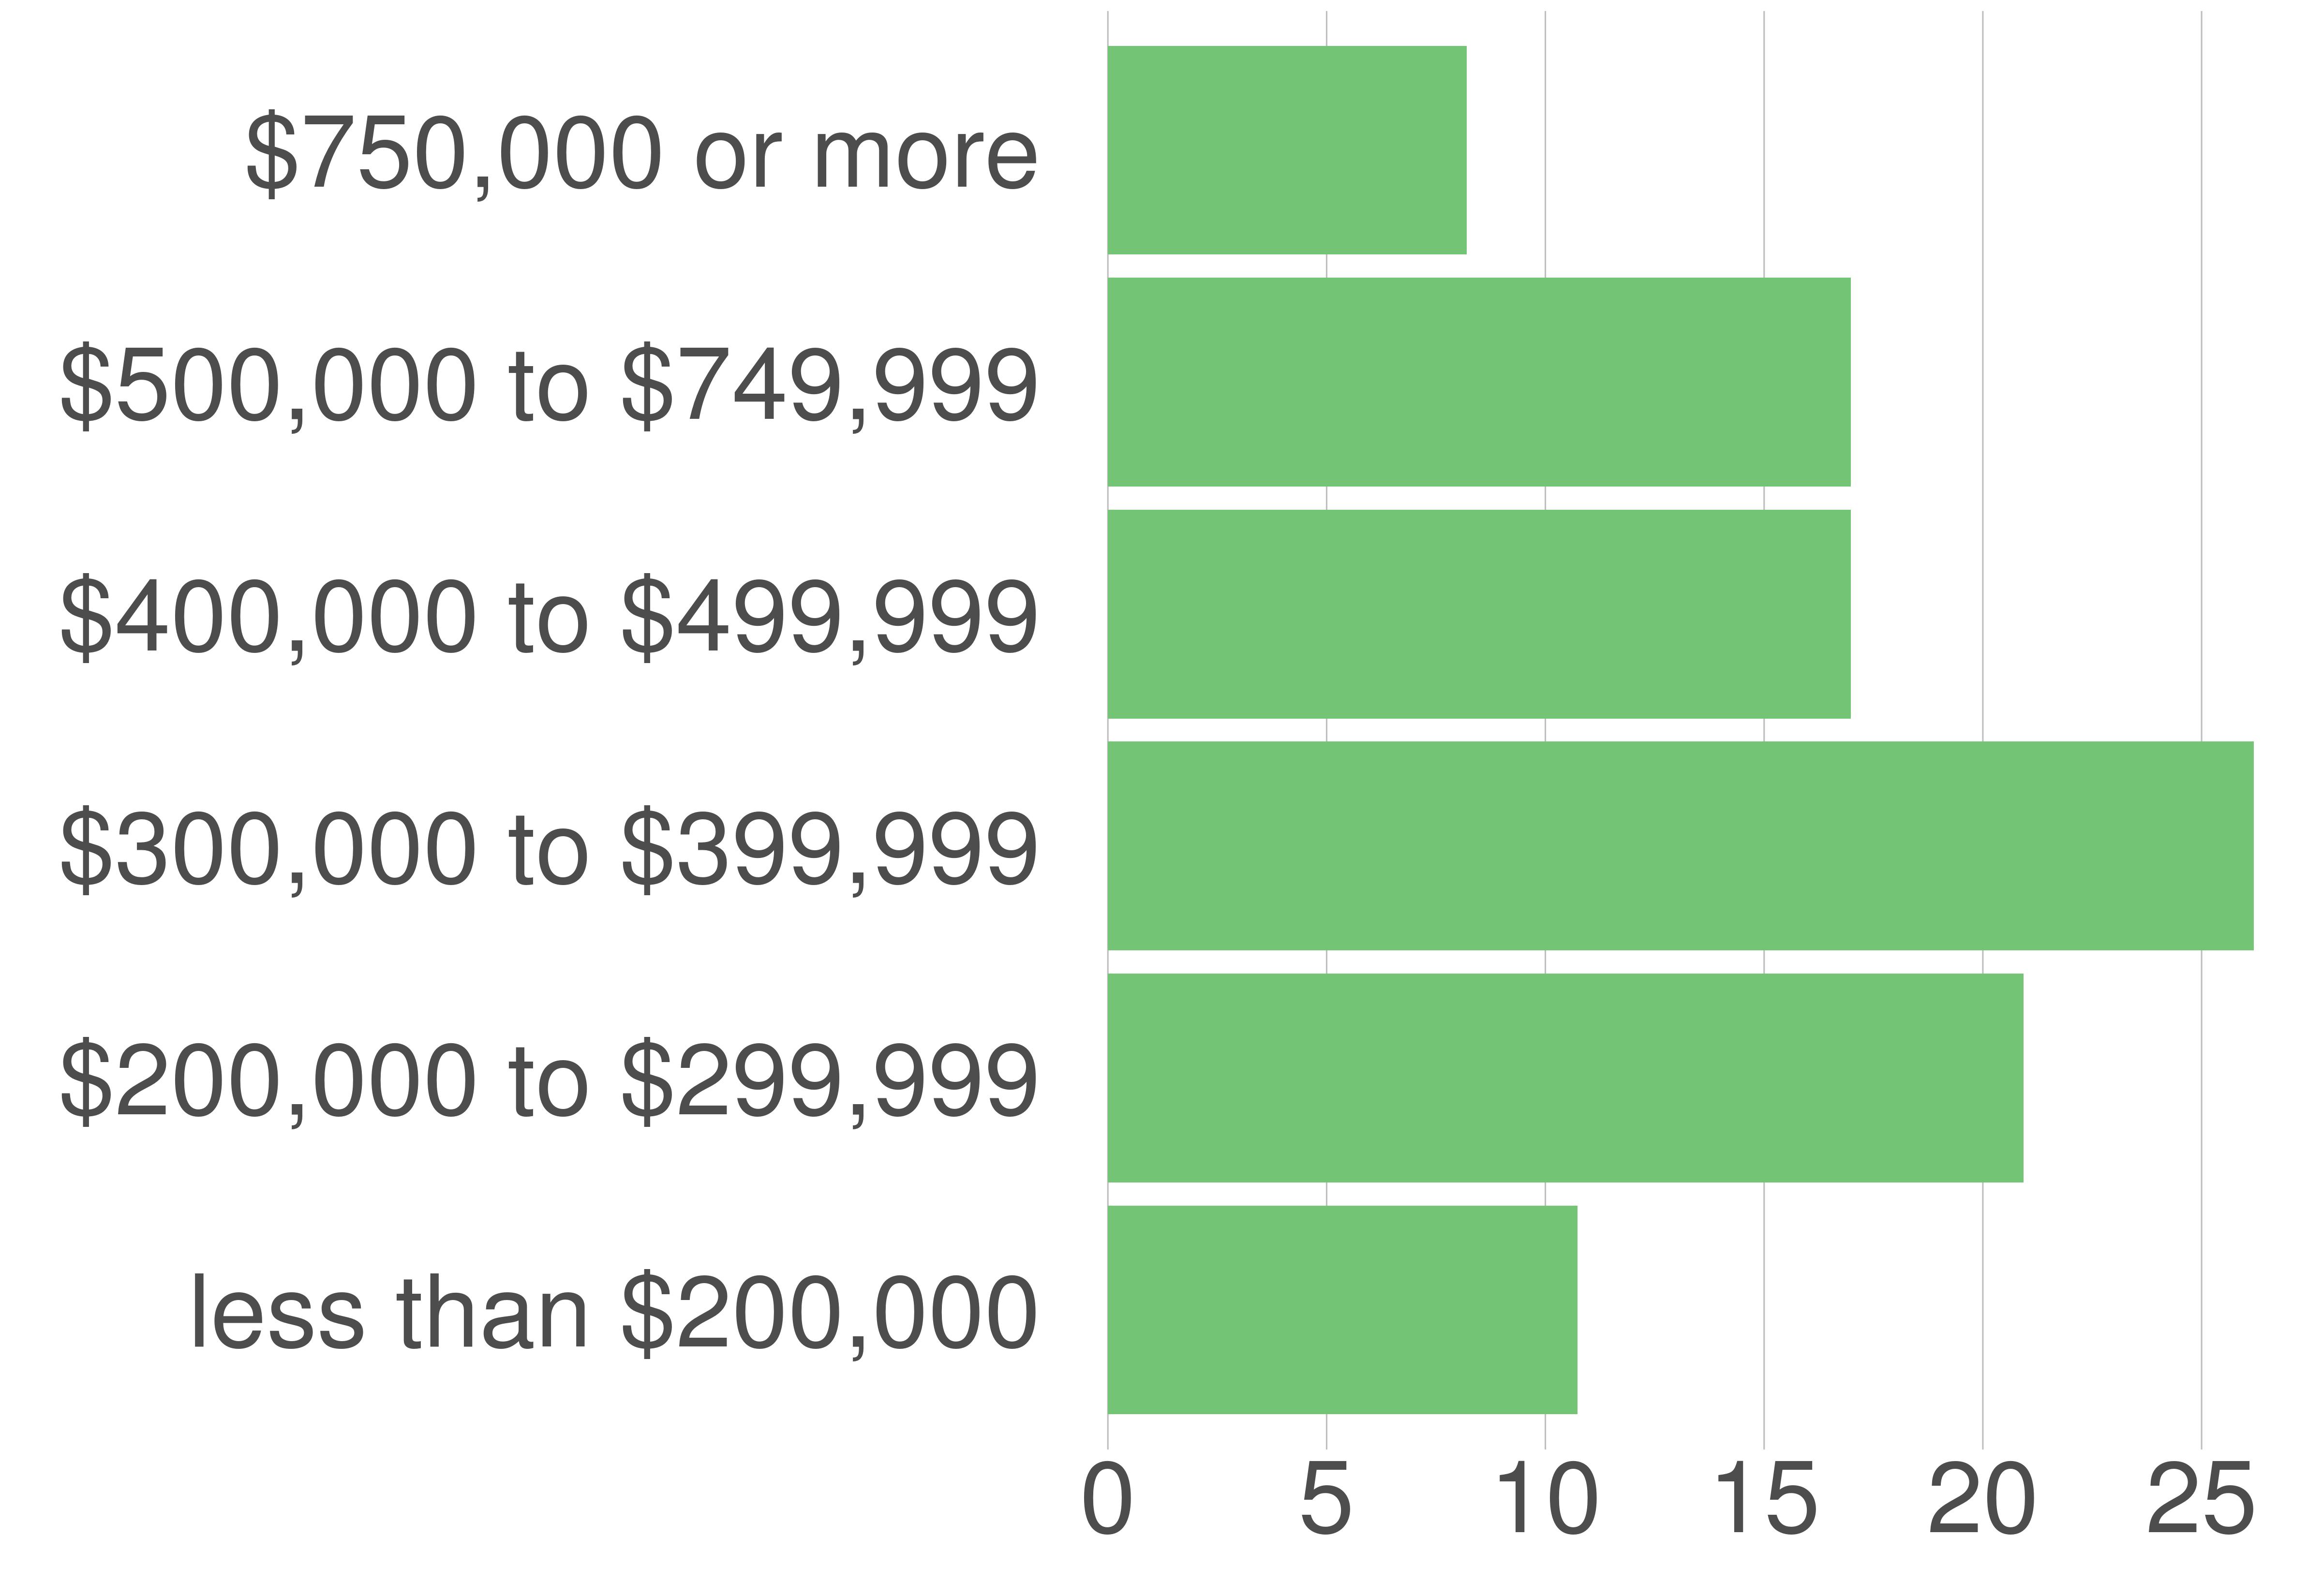 $750,000 or more
$500,000 to $749,999
$400,000 to $499,999
$300,000 to $399,999
$200,000 to $299,999
less than $200,000
0 5 10 15 20 25